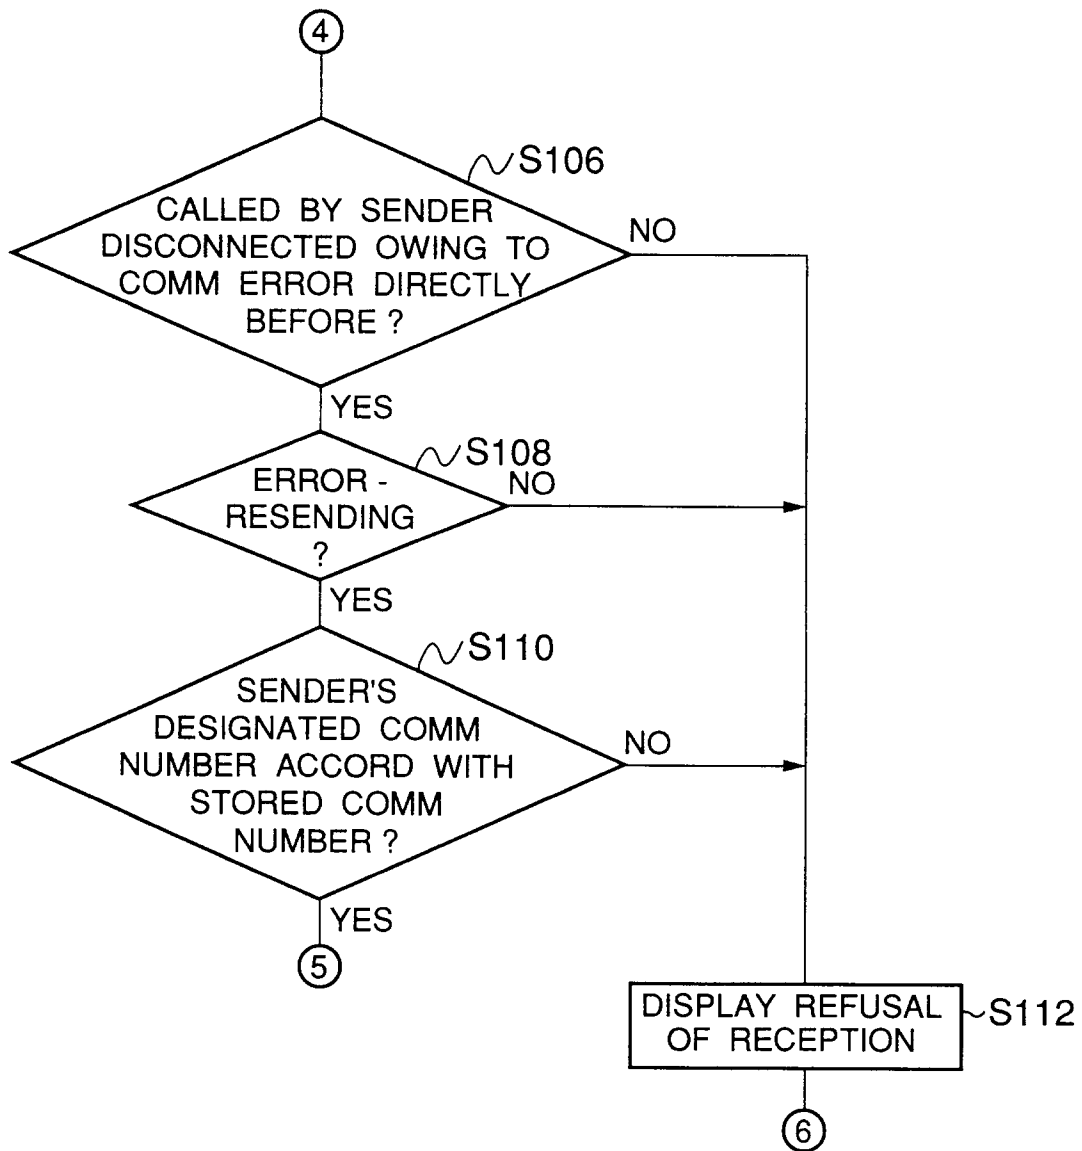 4
S106
CALLED BY SENDER
DISCONNECTED OWING TO
COMM ERROR DIRECTLY
BEFORE ?
NO
YES
S108
ERROR -
RESENDING
?
NO
YES
S110
SENDER'S
DESIGNATED COMM
NUMBER ACCORD WITH
STORED COMM
NUMBER ?
NO
YES
5
DISPLAY REFUSAL
OF RECEPTION
S112
6